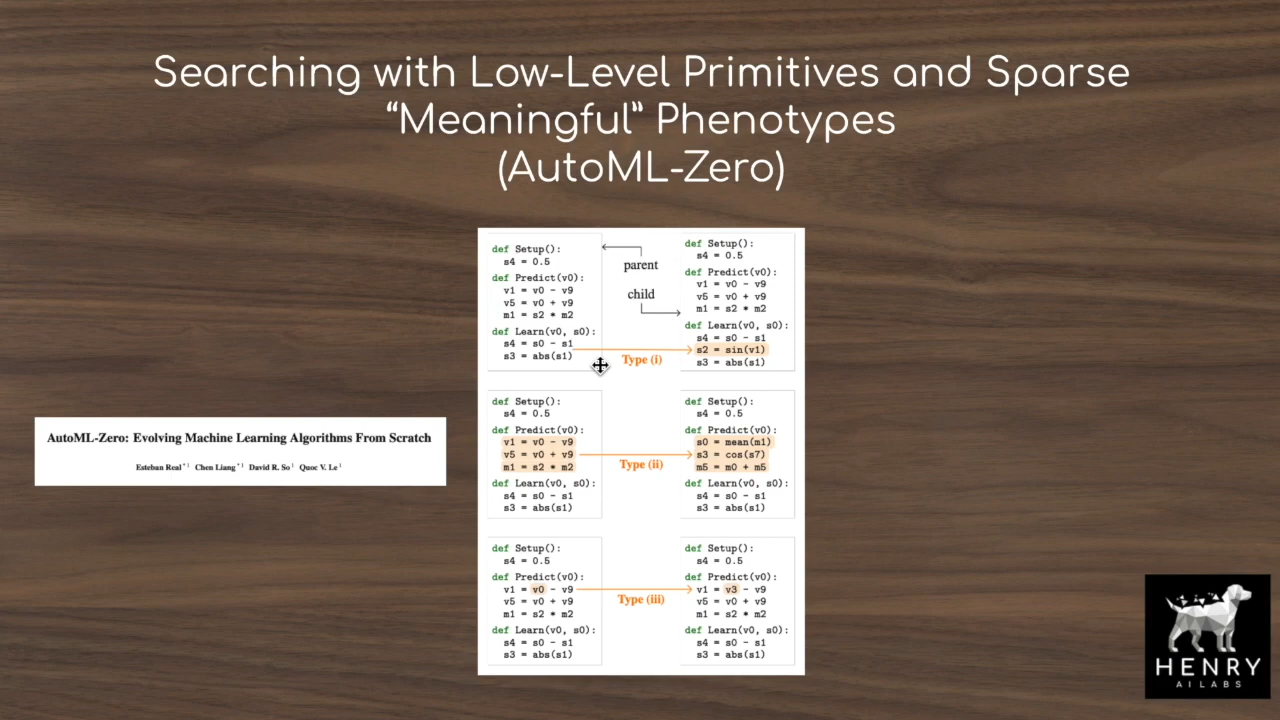 Searching with Low-Level Primitives and Sparse
“Meaningful” Phenotypes
(AutoML-Zero)
AutoML-Zero: Evolving Machine Learning Algorithms From Scratch
Esteban Real * 1 Chen Liang * 1 David R. So 1 Quoc V. Le 1
def Setup():
s4 = 0.5
def Predict(v0):
v1 = v0 - v9
v5 = v0 + v9
m1 = s2 * m2
def Learn(v0, s0):
s4 = s0 - s1
s3 = abs(s1)
parent
child
Type (i)
def Setup():
s4 = 0.5
def Predict(v0):
v1 = v0 - v9
v5 = v0 + v9
m1 = s2 * m2
def Learn(v0, s0):
s4 = s0 - s1
s2 = sin(v1)
s3 = abs(s1)
def Setup():
s4 = 0.5
def Predict(v0):
v1 = v0 - v9
v5 = v0 + v9
m1 = s2 * m2
def Learn(v0, s0):
s4 = s0 - s1
s3 = abs(s1)
Type (ii)
def Setup():
s4 = 0.5
def Predict(v0):
s0 = mean(m1)
s3 = cos(s7)
m5 = m0 + m5
def Learn(v0, s0):
s4 = s0 - s1
s3 = abs(s1)
def Setup():
s4 = 0.5
def Predict(v0):
v1 = v0 - v9
v5 = v0 + v9
m1 = s2 * m2
def Learn(v0, s0):
s4 = s0 - s1
s3 = abs(s1)
Type (iii)
def Setup():
s4 = 0.5
def Predict(v0):
v1 = v3 - v9
v5 = v0 + v9
m1 = s2 * m2
def Learn(v0, s0):
s4 = s0 - s1
s3 = abs(s1)
HENRY
AI LABS